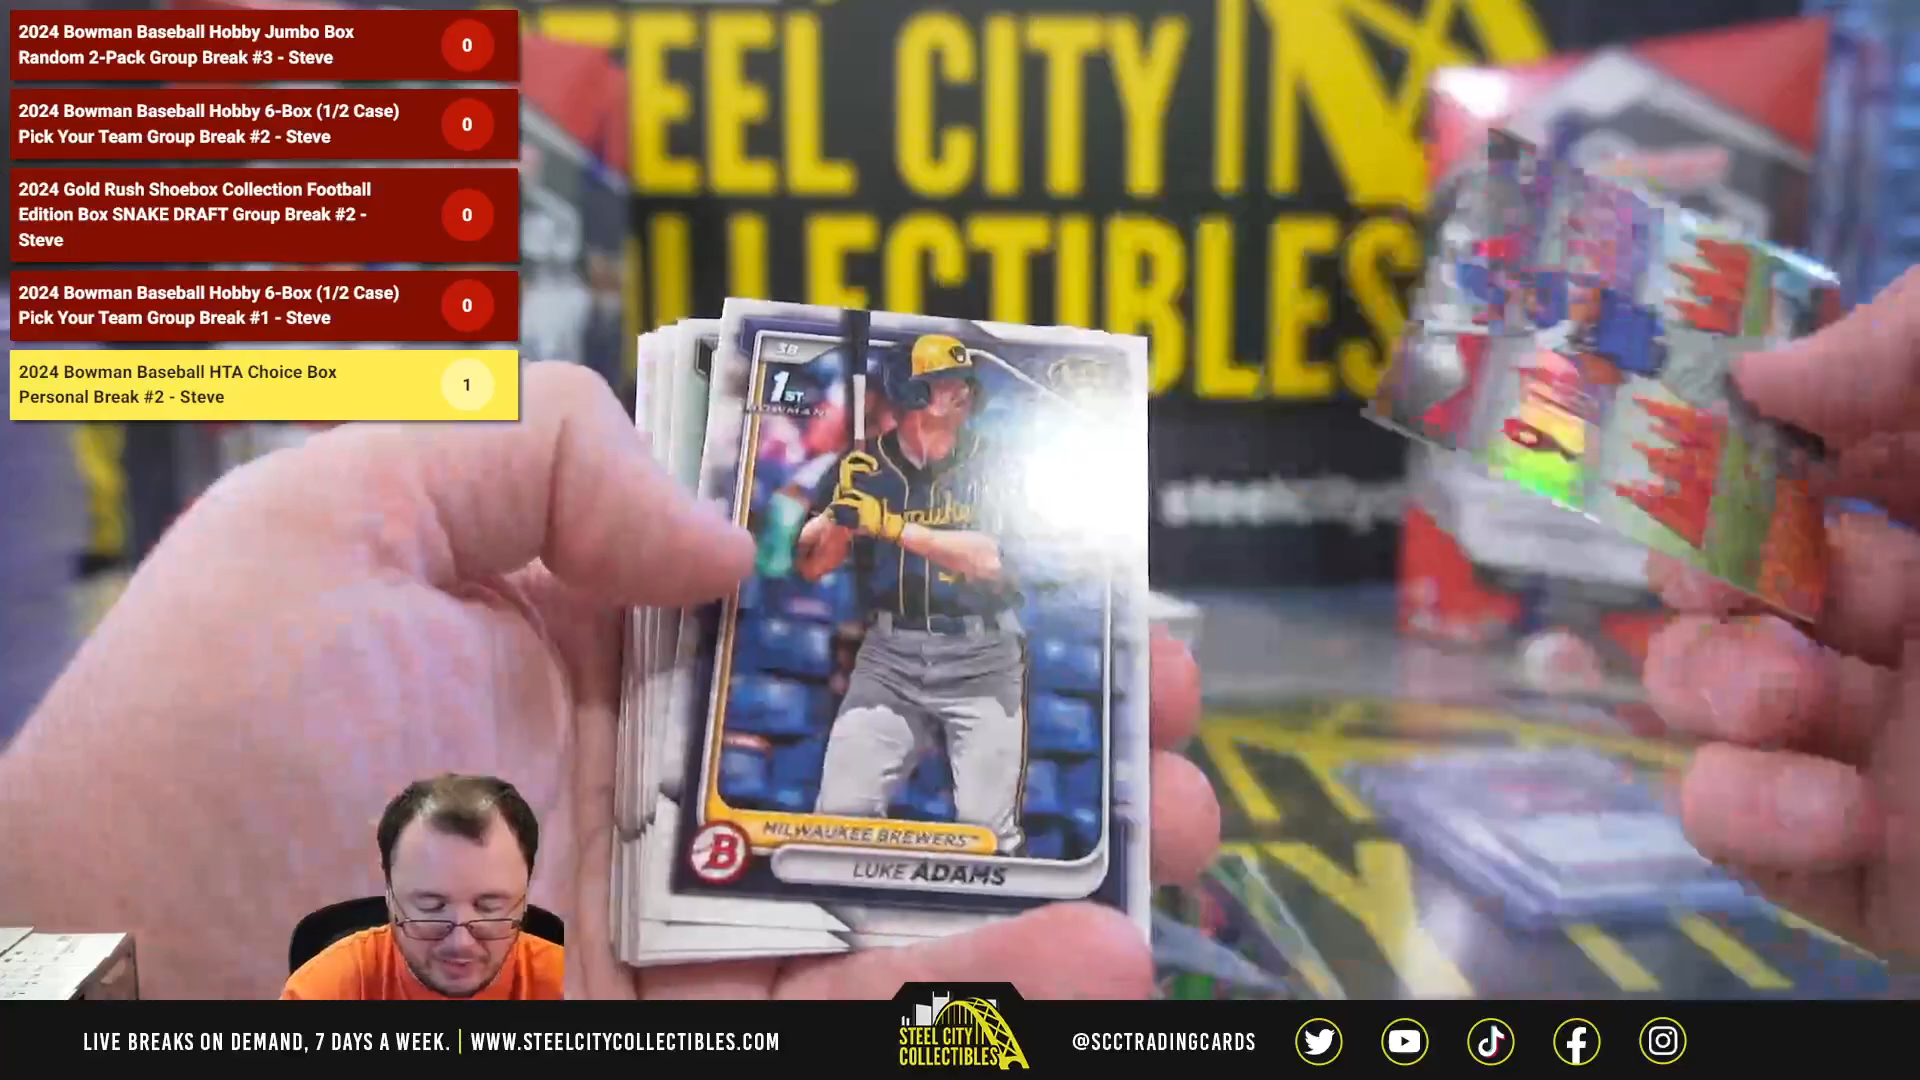 2024 Bowman Baseball Hobby Jumbo Box
Random 2-Pack Group Break #3 - Steve
0
2024 Bowman Baseball Hobby 6-Box (1/2 Case)
Pick Your Team Group Break #2 - Steve
0
2024 Gold Rush Shoebox Collection Football
Edition Box SNAKE DRAFT Group Break #2 -
Steve
0
2024 Bowman Baseball Hobby 6-Box (1/2 Case)
Pick Your Team Group Break #1 - Steve
0
2024 Bowman Baseball HTA Choice Box
Personal Break #2 - Steve
1
TEEL CITY
LLECTIBLES
steelcity
3B
1ST
BOWMAN
B
MILWAUKEE BREWERS™
LUKE ADAMS
LIVE BREAKS ON DEMAND, 7 DAYS A WEEK. | WWW.STEELCITYCOLLECTIBLES.COM
STEEL CITY
COLLECTIBLES
@SCCTRADINGCARDS